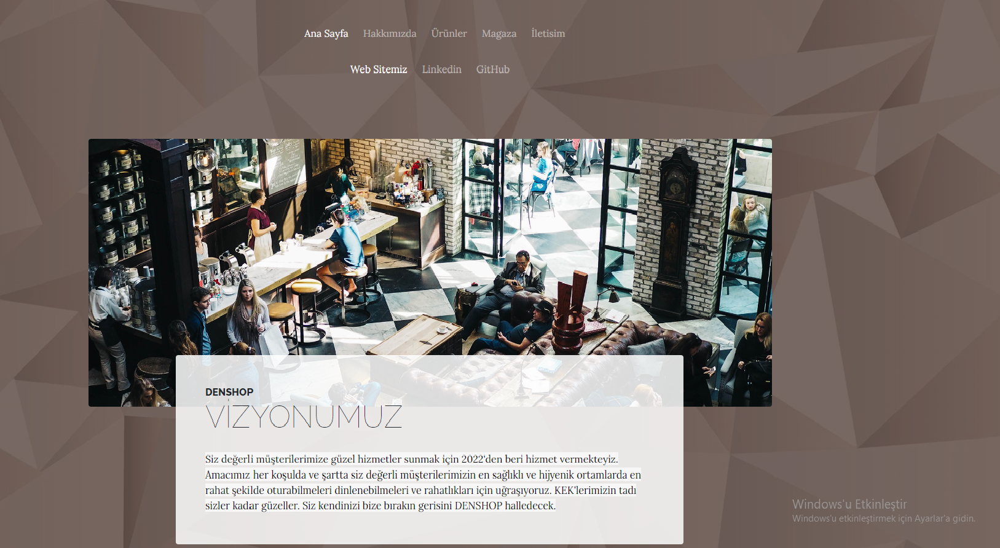 Ana Sayfa Hakkımızda Ürünler Magaza İletisim
Web Sitemiz Linkedin GitHub
DENSHOP
VİZYONUMUZ
Siz değerli müşterilerimize güzel hizmetler sunmak için 2022'den beri hizmet vermekteyiz.
Amacımız her koşulda ve şartta siz değerli müşterilerimizin en sağlıklı ve hijyenik ortamlarda en
rahat şekilde oturabilmeleri dinlenebilmeleri ve rahatlıkları için uğraşıyoruz. KEK'lerimizin tadı
sizler kadar güzeller. Siz kendinizi bize bırakın gerisini DENSHOP halledecek.
Windows'u Etkinleştir
Windows'u etkinleştirmek için Ayarlar'a gidin.